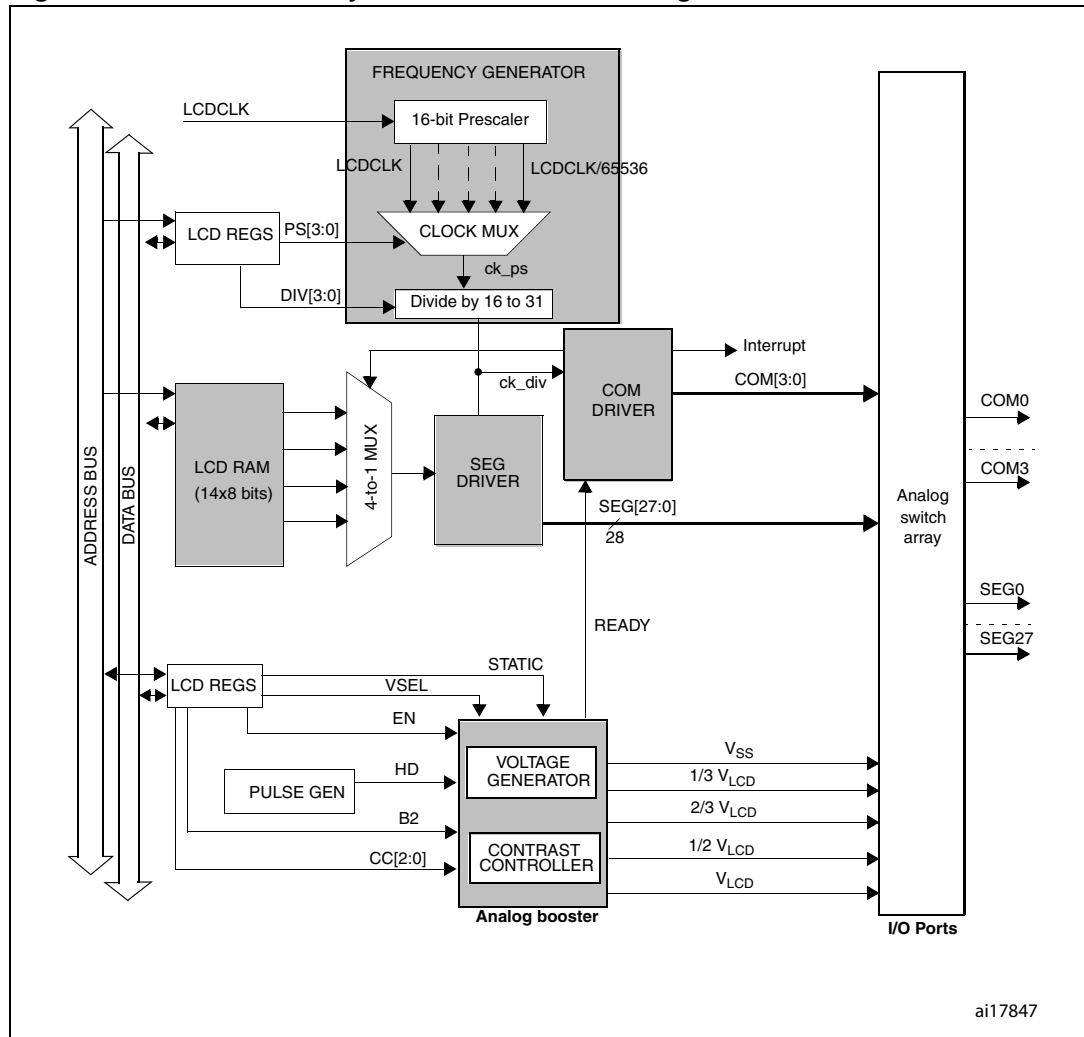 FREQUENCY GENERATOR
LCDCLK
16-bit Prescaler
LCDCLK
LCDCLK/65536
LCD REGS
PS[3:0]
CLOCK MUX
ck_ps
DIV[3:0]
Divide by 16 to 31
Interrupt
ck_div
COM
DRIVER
COM[3:0]
COM0
COM3
ADDRESS BUS
DATA BUS
LCD RAM
(14x8 bits)
4-to-1 MUX
SEG
DRIVER
SEG[27:0]
28
Analog
switch
array
SEG0
SEG27
READY
STATIC
LCD REGS
VSEL
EN
VOLTAGE
GENERATOR
HD
PULSE GEN
B2
CONTRAST
CONTROLLER
CC[2:0]
VSS
1/3 VLCD
2/3 VLCD
1/2 VLCD
VLCD
Analog booster
I/O Ports
ai17847